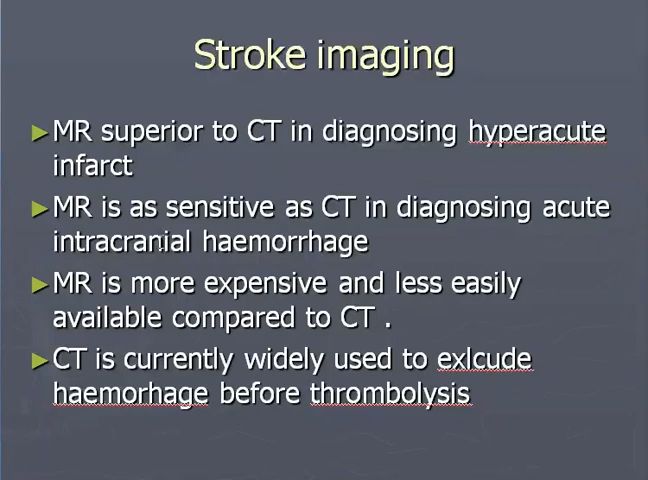 Stroke imaging
►MR superior to CT in diagnosing hyperacute
infarct
►MR is as sensitive as CT in diagnosing acute
intracranial haemorrhage
►MR is more expensive and less easily
available compared to CT .
►CT is currently widely used to exlcude
haemorhage before thrombolysis